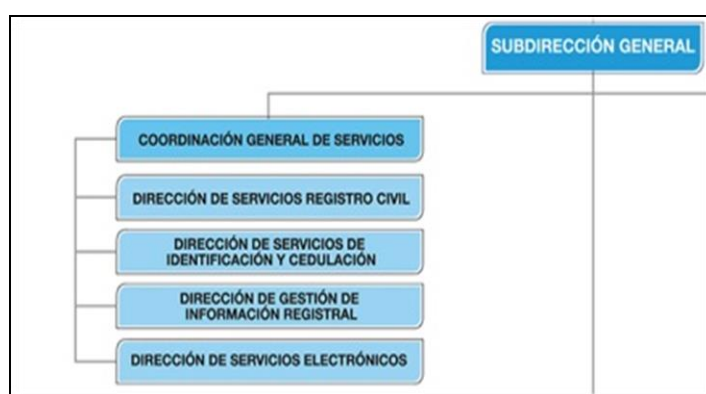 SUBDIRECCIÓN GENERAL
COORDINACIÓN GENERAL DE SERVICIOS
DIRECCIÓN DE SERVICIOS REGISTRO CIVIL
DIRECCIÓN DE SERVICIOS DE
IDENTIFICACIÓN Y CEDULACIÓN
DIRECCIÓN DE GESTIÓN DE
INFORMACIÓN REGISTRAL
DIRECCIÓN DE SERVICIOS ELECTRÓNICOS